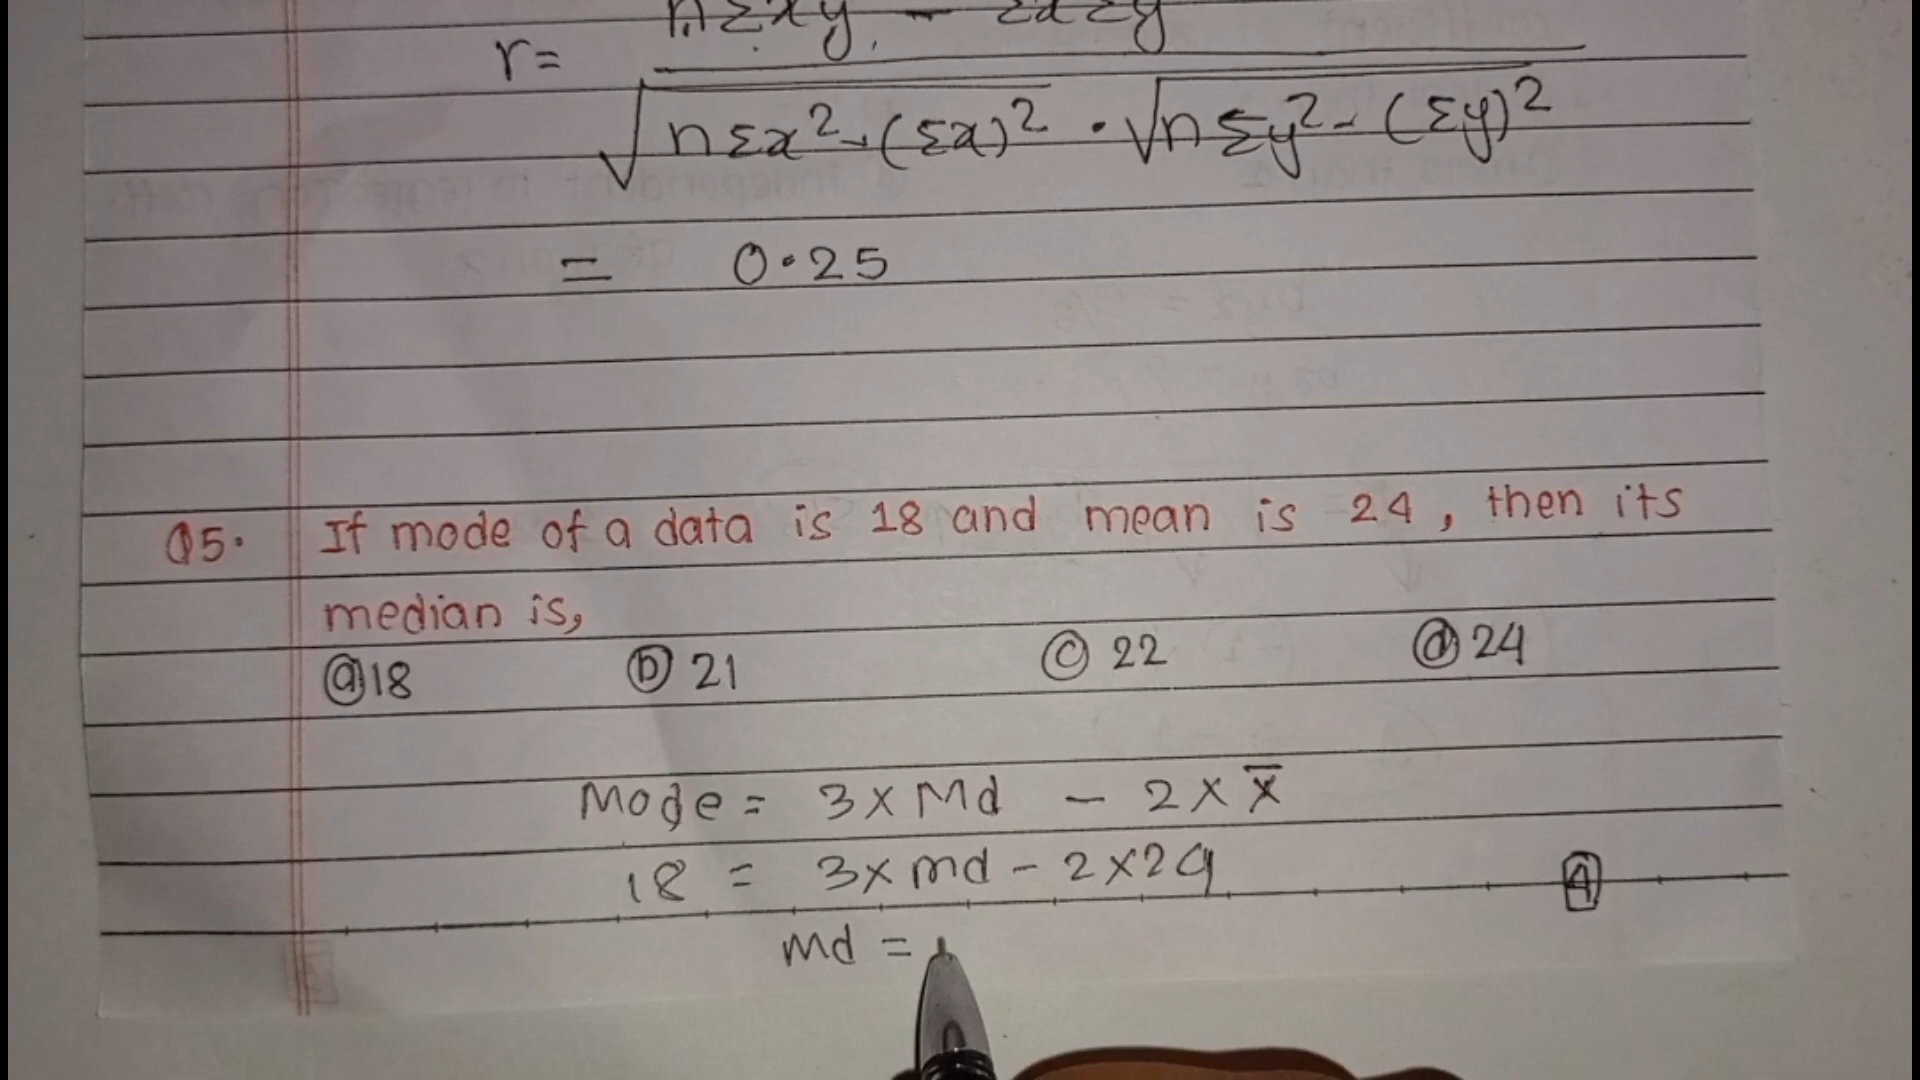 r = nΣxy - ΣxΣy
√nΣx² - (Σx)² · √nΣy² - (Σy)²
= 0.25
Q5. If mode of a data is 18 and mean is 24, then its
median is,
(a) 18 (b) 21 (c) 22 (d) 24
Mode = 3 x Md - 2 x x̄
18 = 3 x md - 2 x 24
Md =
4